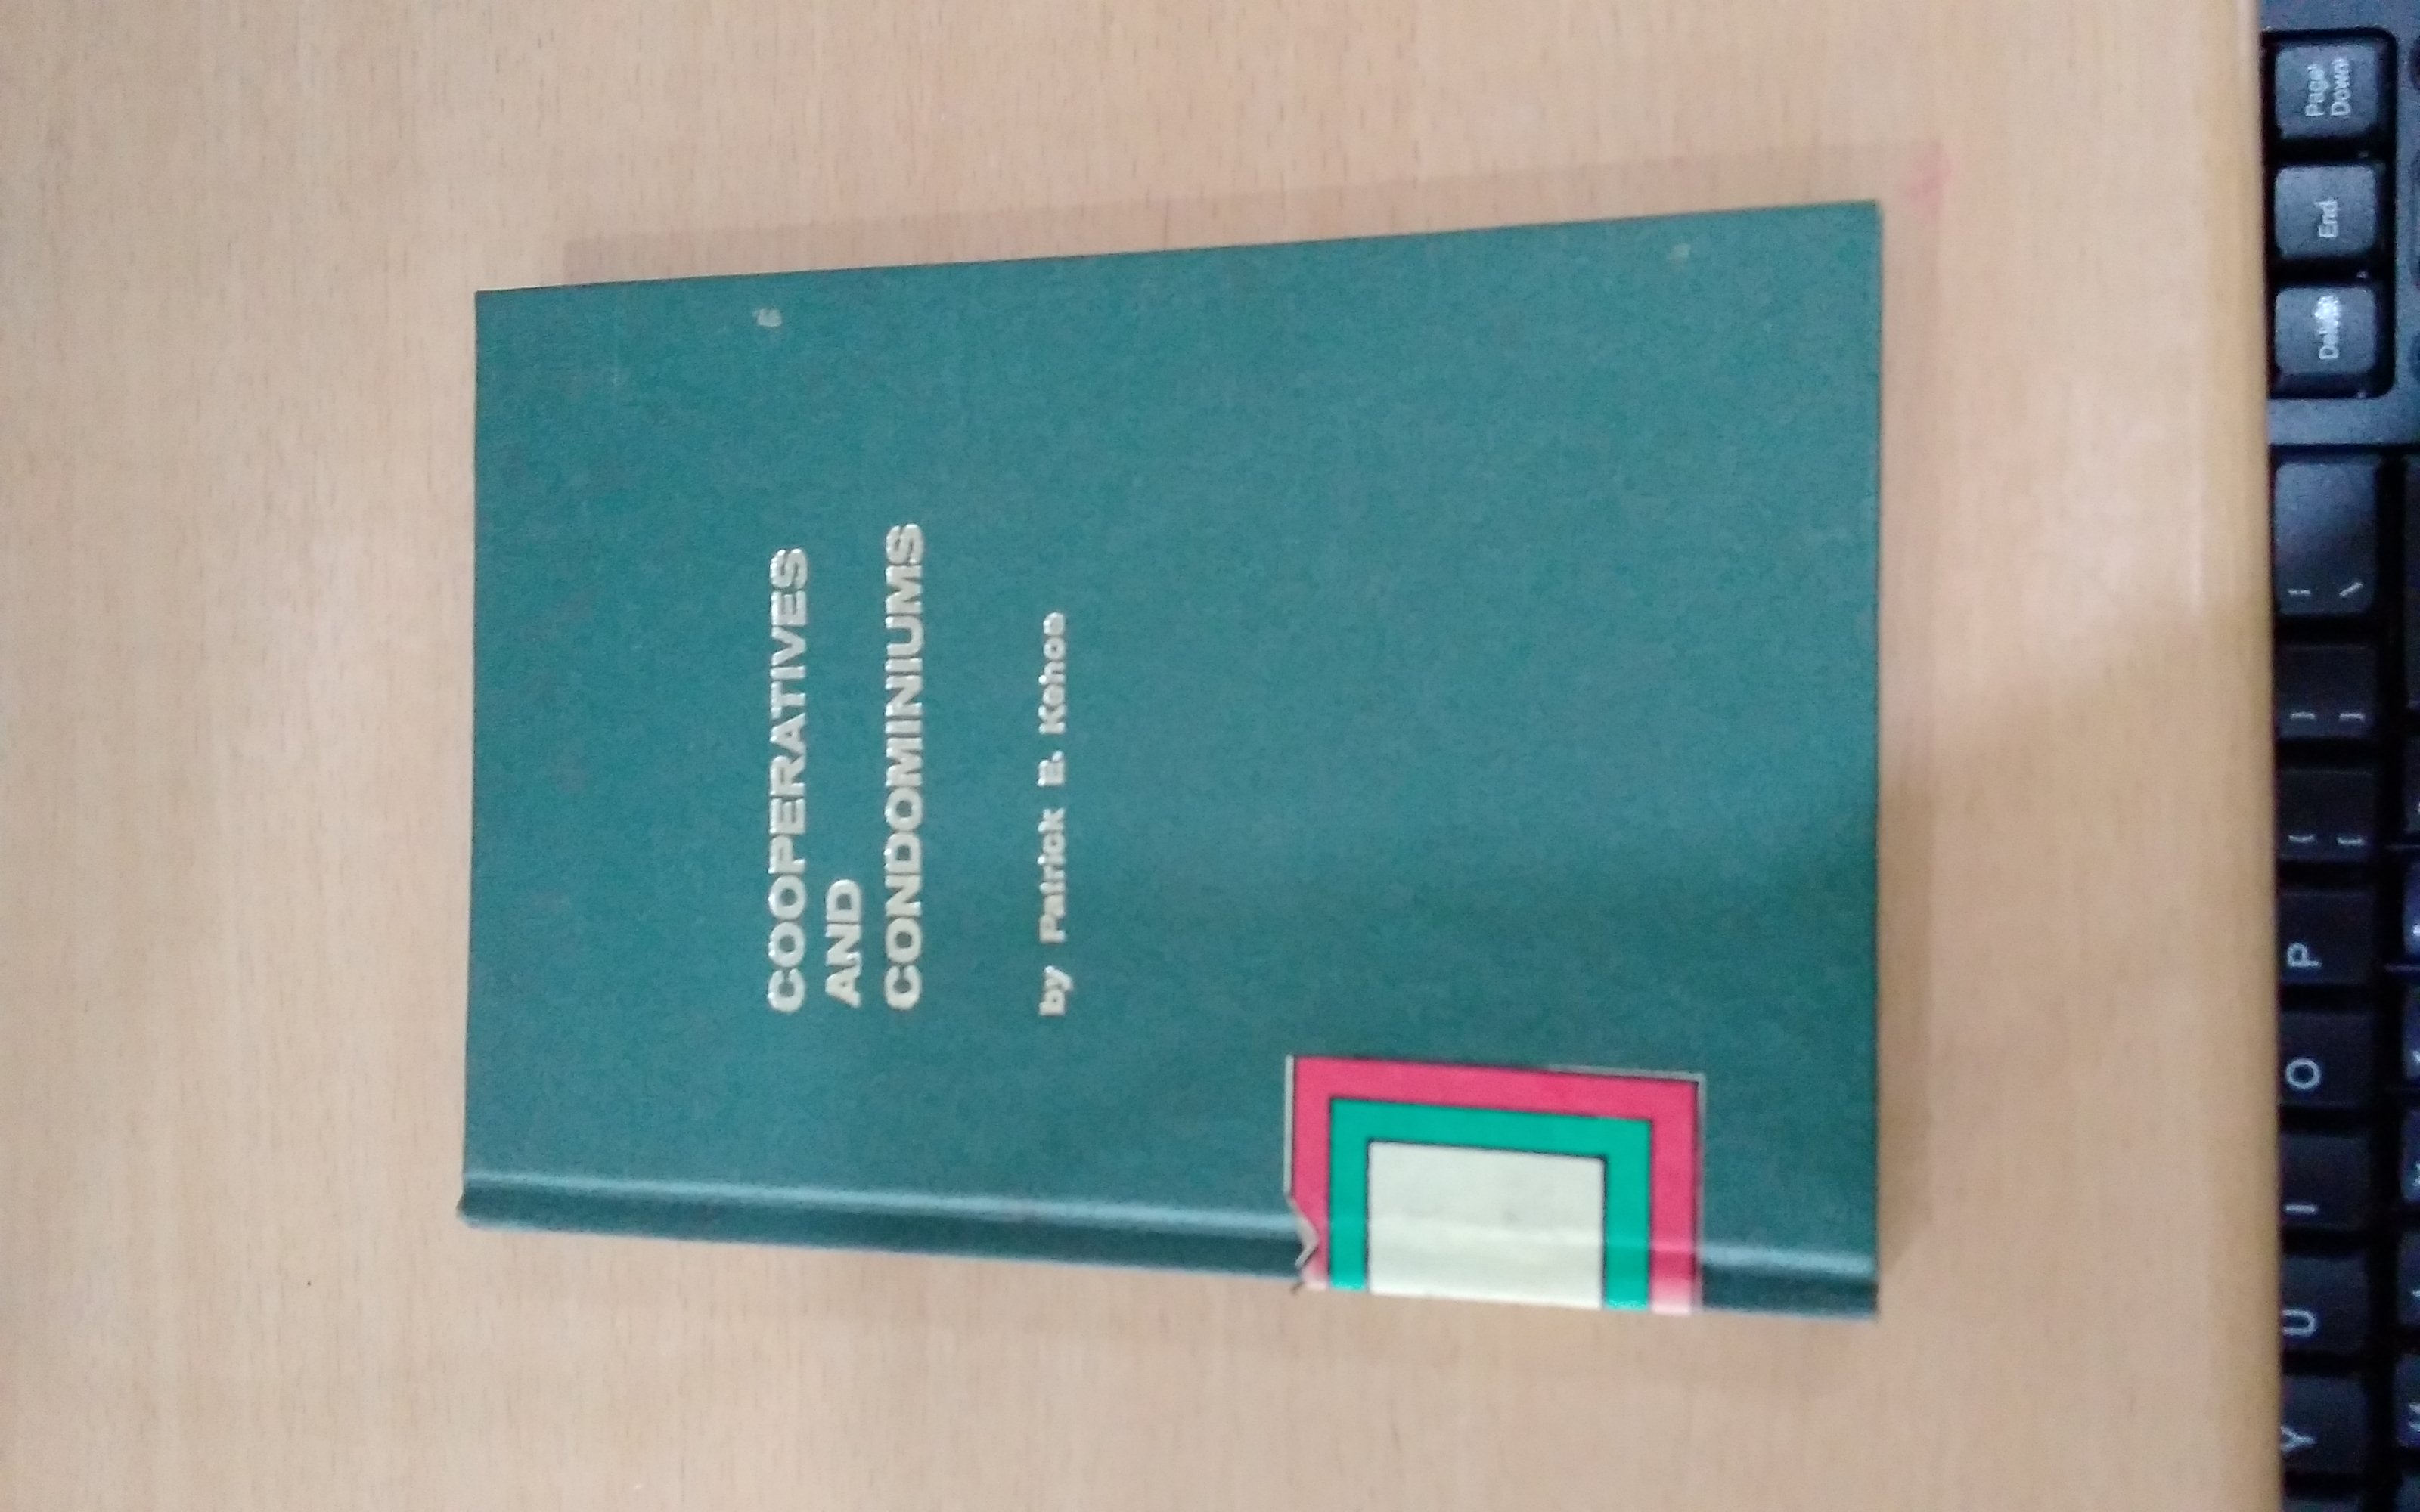 COOPERATIVES
AND
CONDOMINIUMS
by Patrick E. Kehoe
Page
Down
End
Delete
P
O
I
U
Y